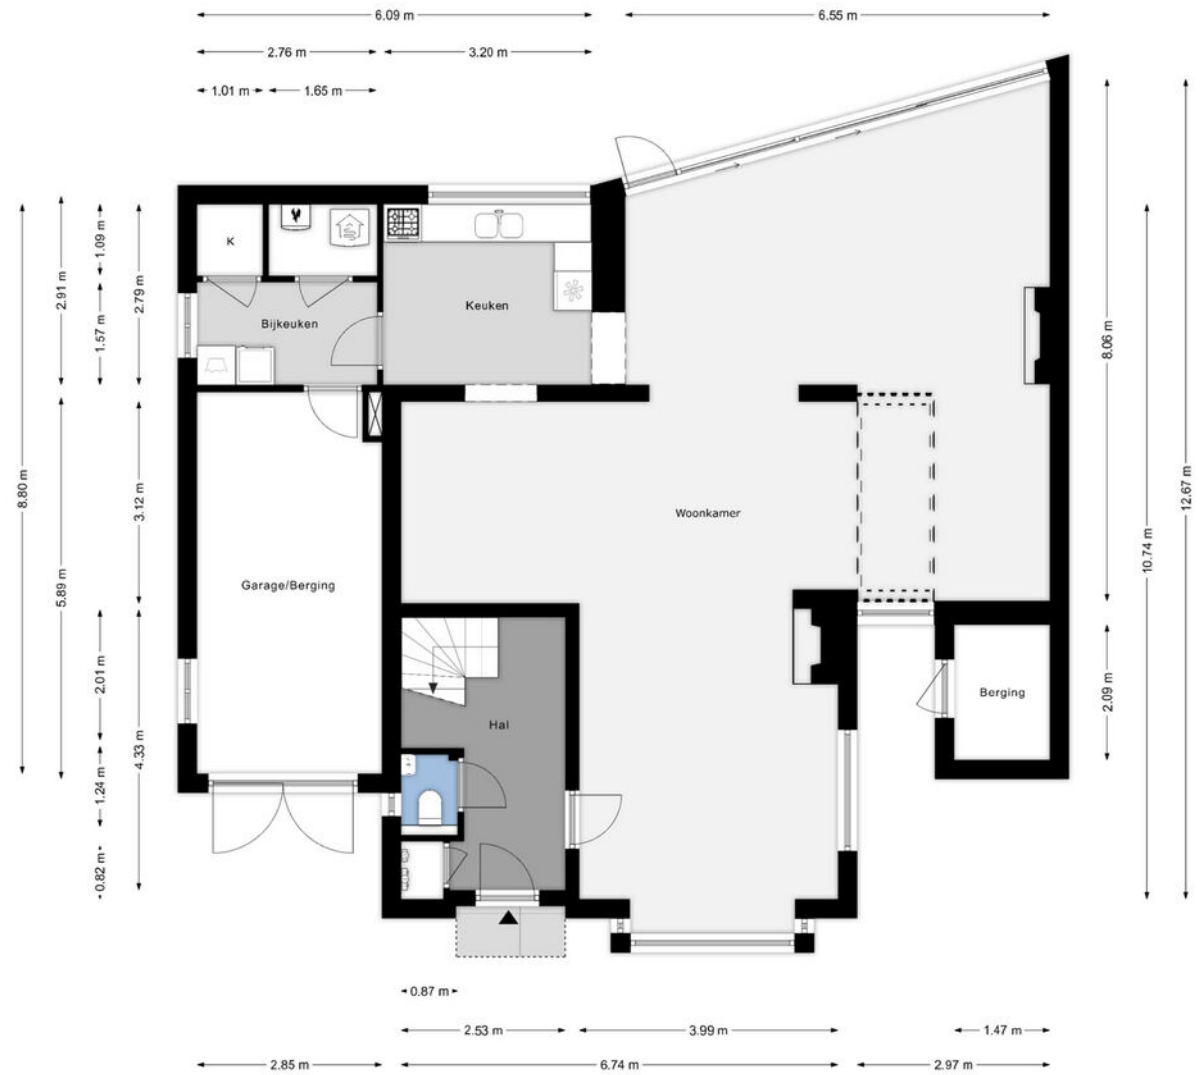 6.09 m
6.55 m
2.76 m
3.20 m
1.01 m
1.65 m
K
Keuken
Bijkeuken
Woonkamer
Garage/Berging
Hal
Berging
8.80 m
2.91 m
5.89 m
1.09 m
1.57 m
2.01 m
1.24 m
0.82 m
2.79 m
3.12 m
4.33 m
8.06 m
2.09 m
10.74 m
12.67 m
0.87 m
2.53 m
3.99 m
1.47 m
2.85 m
6.74 m
2.97 m